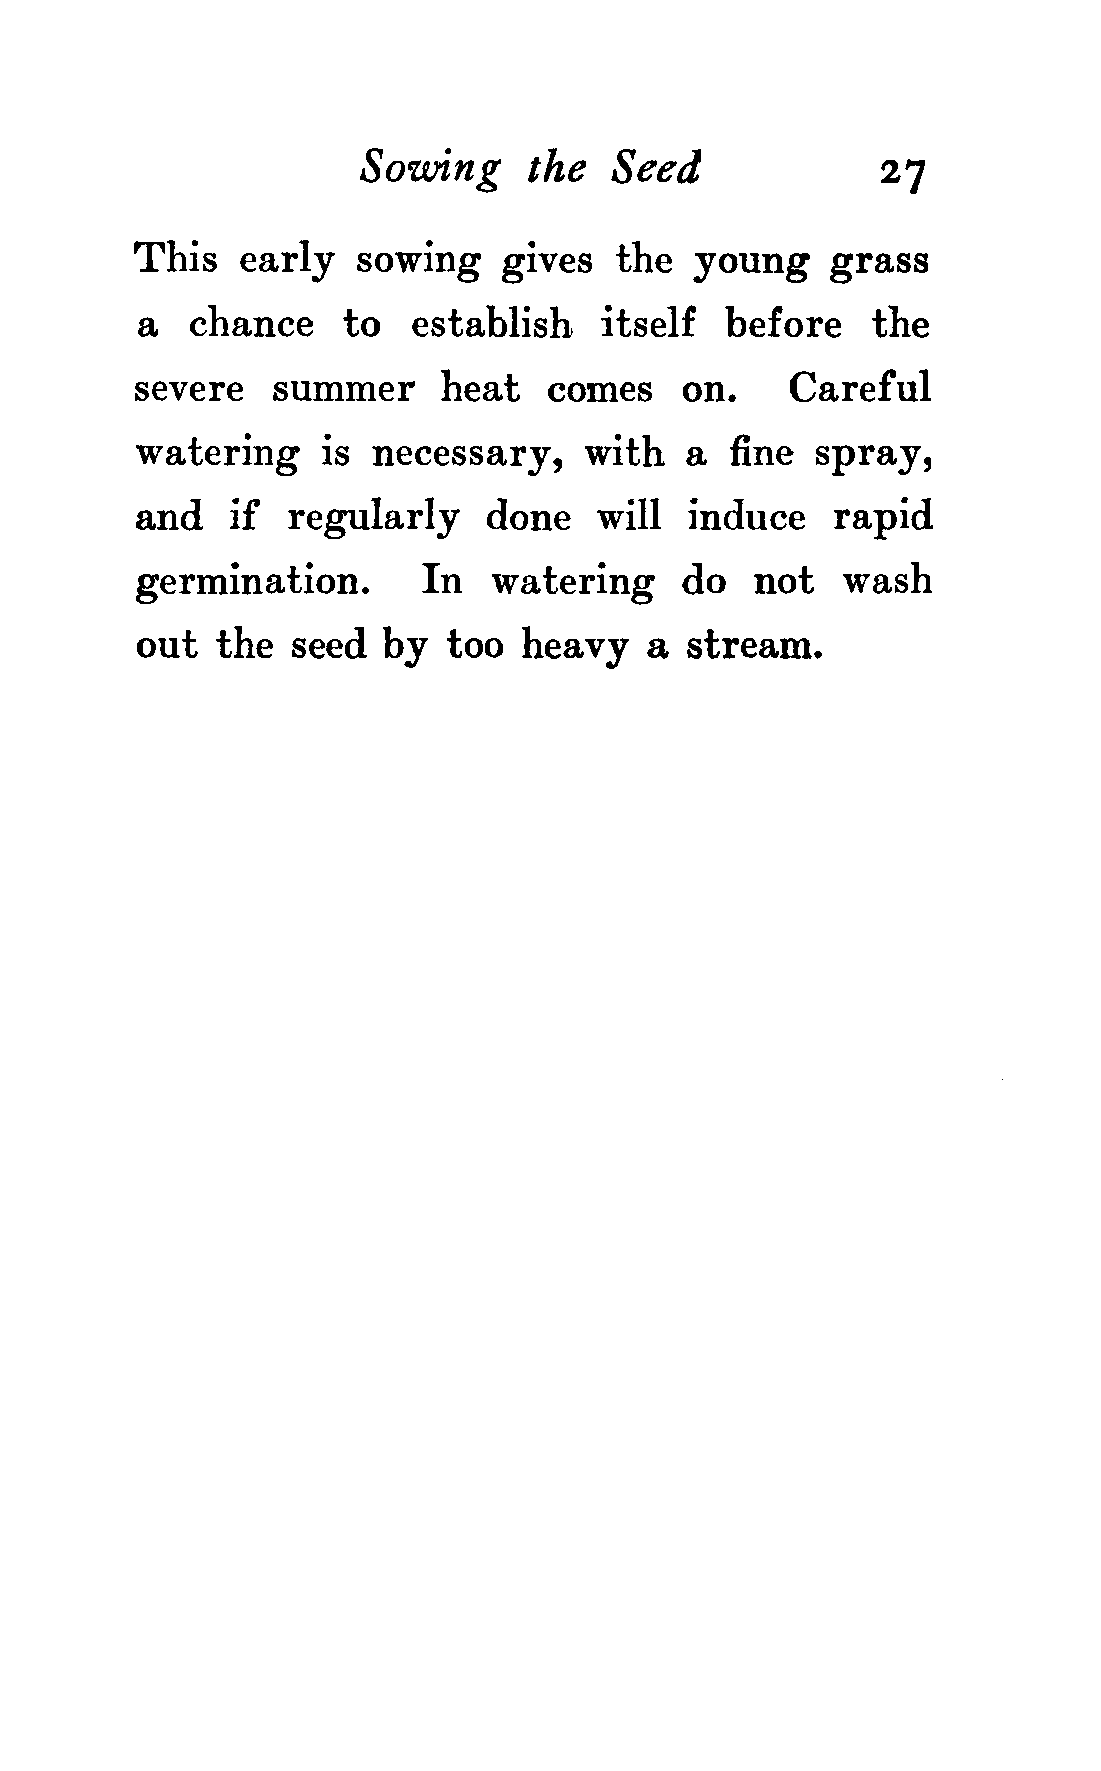 Sowing the Seed 27
This early sowing gives the young grass
a chance to establish itself before the
severe summer heat comes on. Careful
watering is necessary, with a fine spray,
and if regularly done will induce rapid
germination. In watering do not wash
out the seed by too heavy a stream.